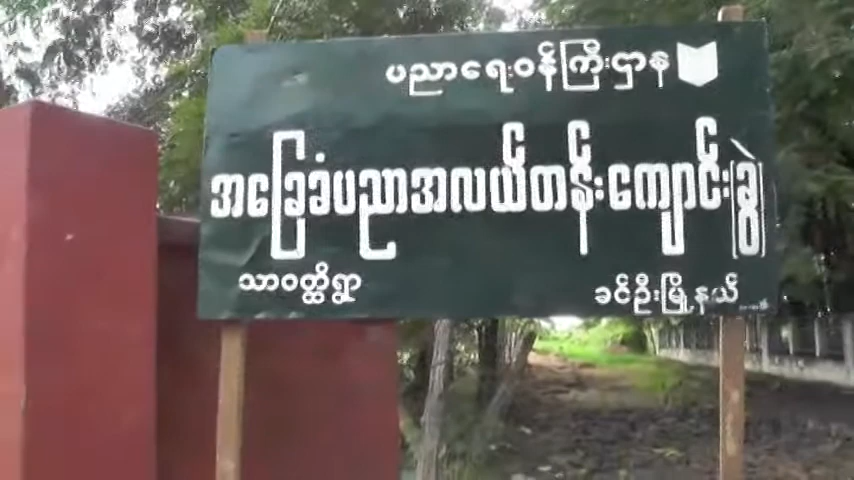 ပညာရေးဝန်ကြီးဌာန
အခြေခံပညာအလယ်တန်းကျောင်း(ခွဲ)
သာဝတ္ထိရွာ
ခင်ဦးမြို့နယ်